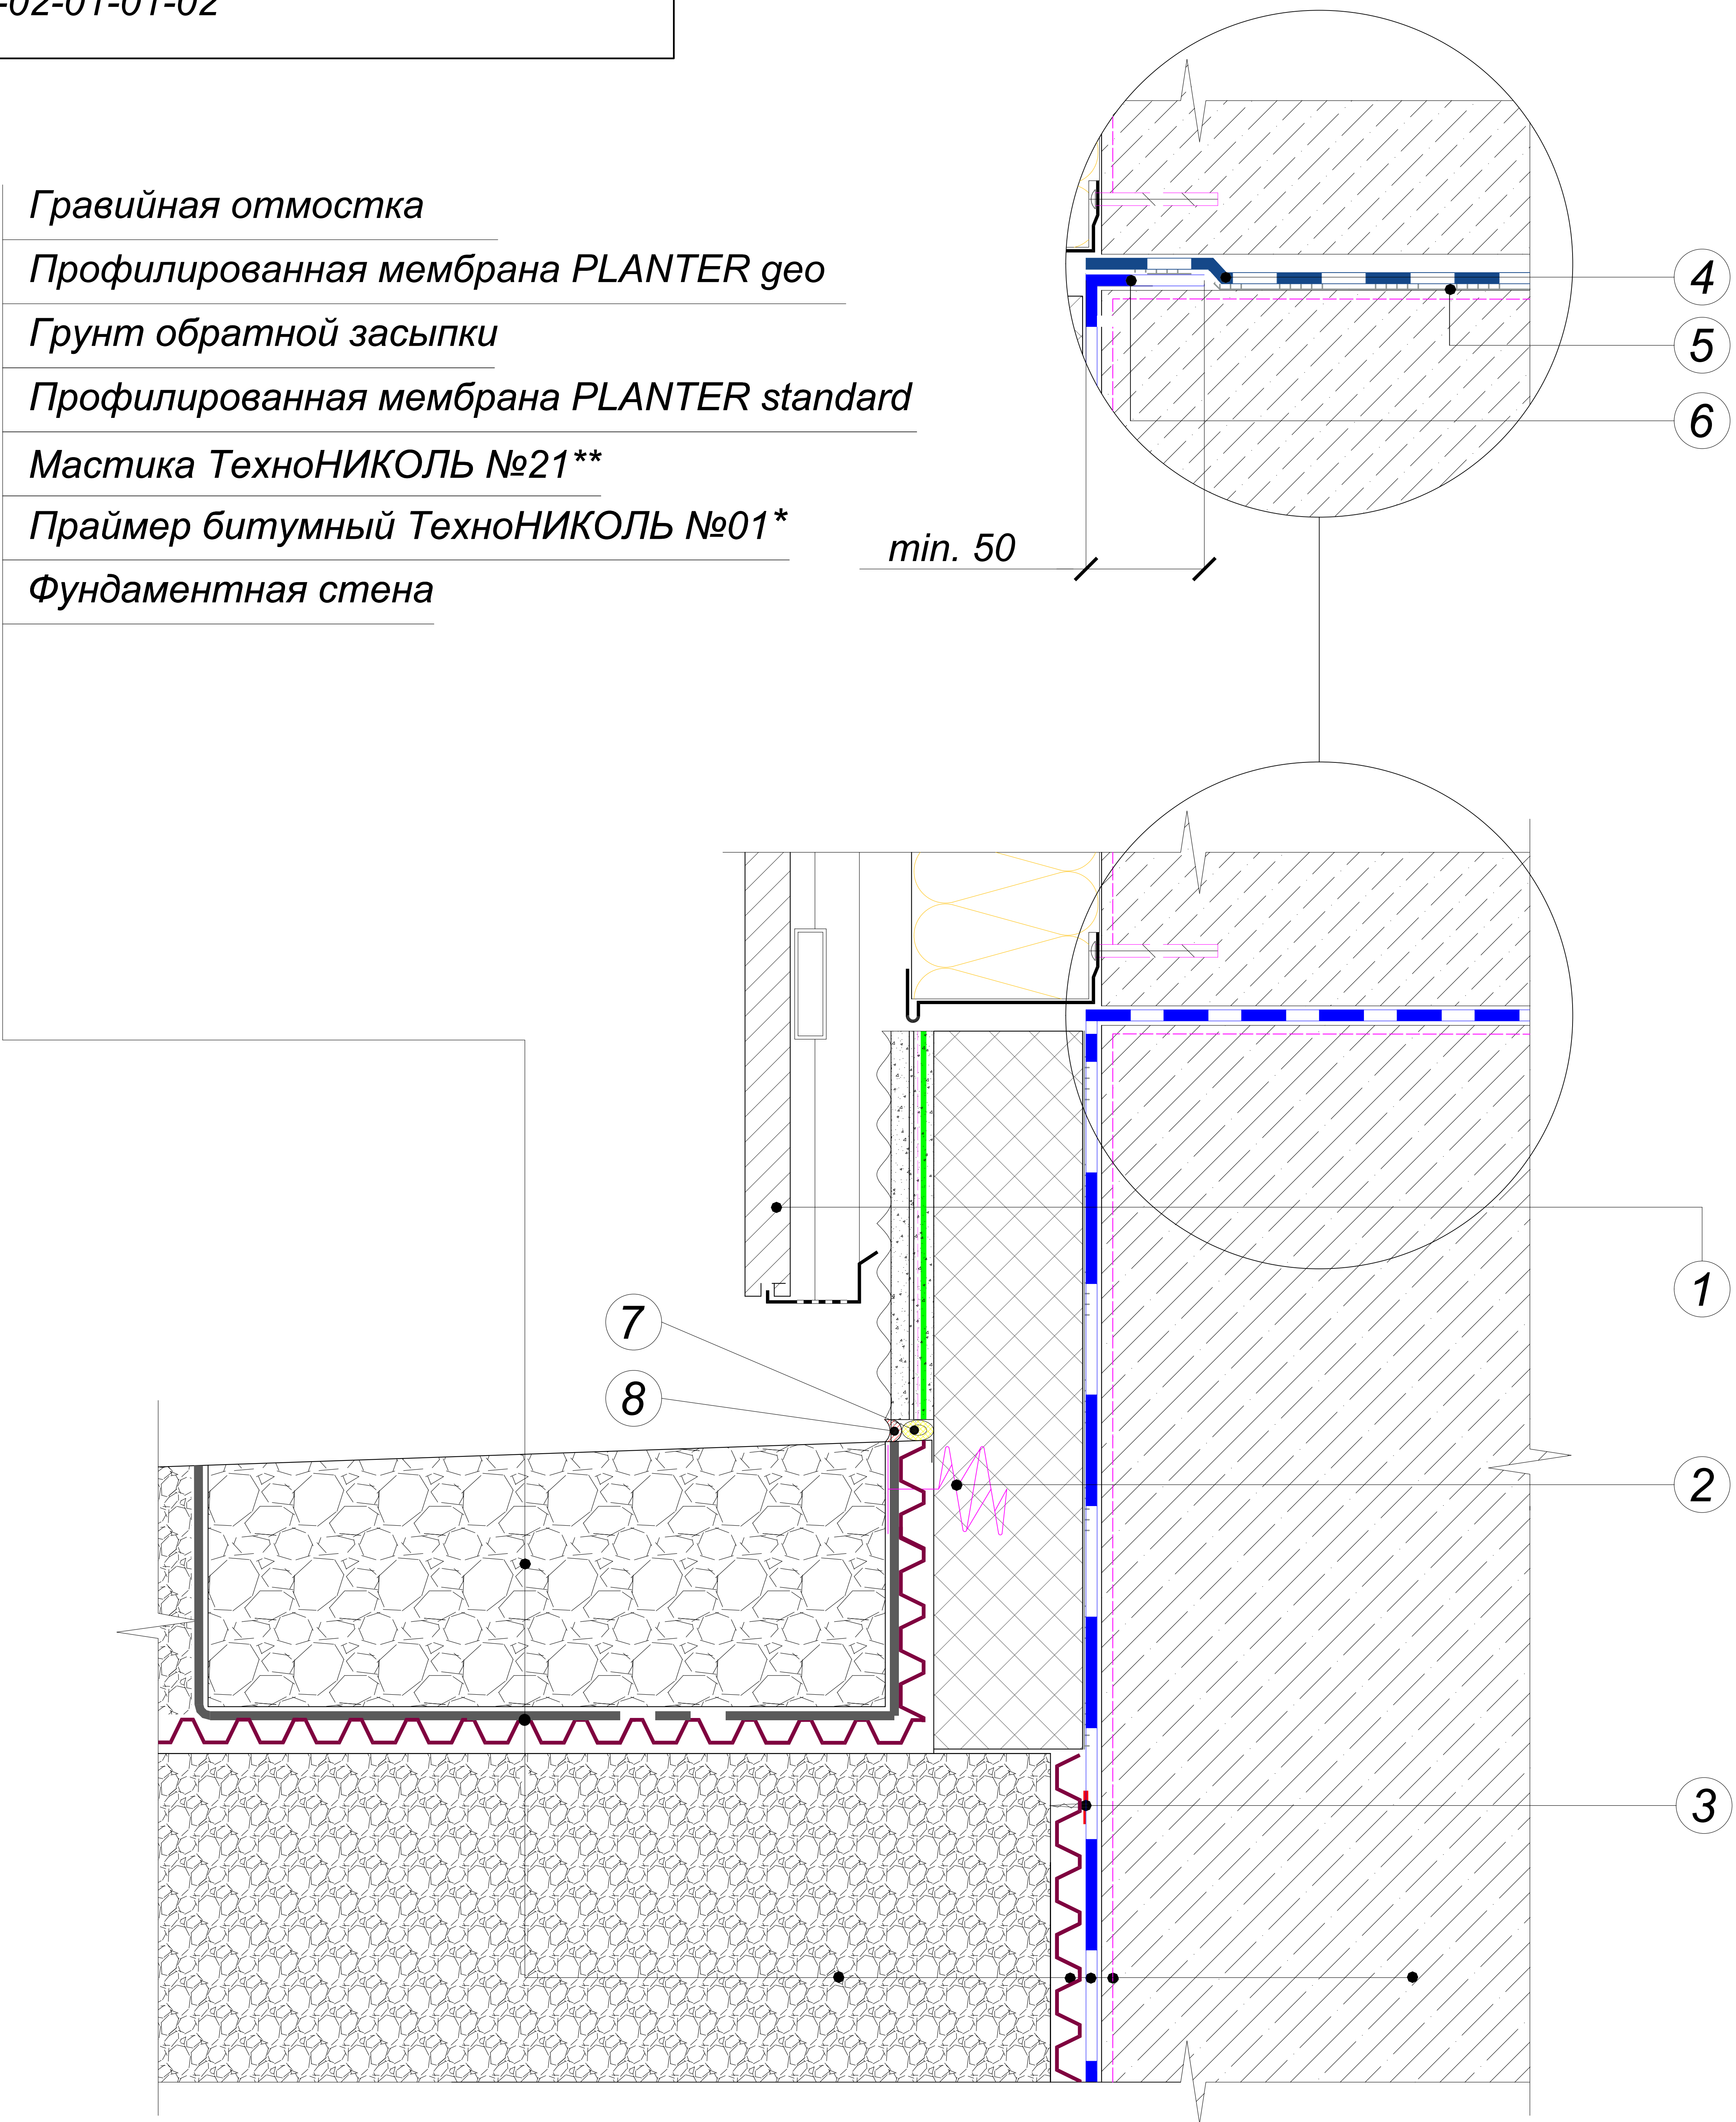 -02-01-01-02
Гравийная отмостка
Профилированная мембрана PLANTER geo
Грунт обратной засыпки
Профилированная мембрана PLANTER standard
Мастика ТехноНИКОЛЬ №21**
Праймер битумный ТехноНИКОЛЬ №01*
Фундаментная стена
min. 50
4
5
6
1
7
8
2
3